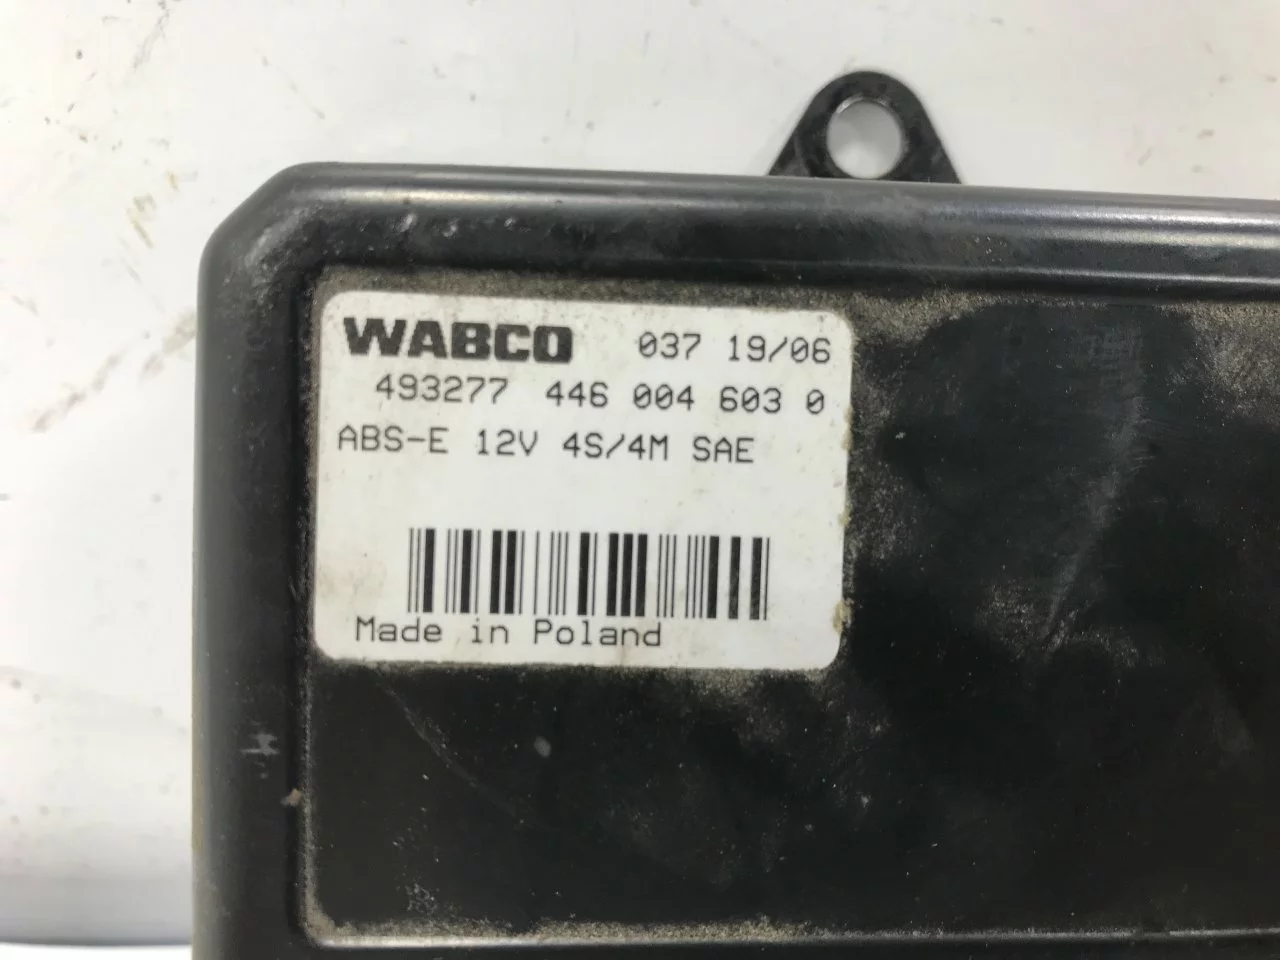 WABCO 037 19/06
493277 446 004 603 0
ABS-E 12V 4S/4M SAE
Made in Poland